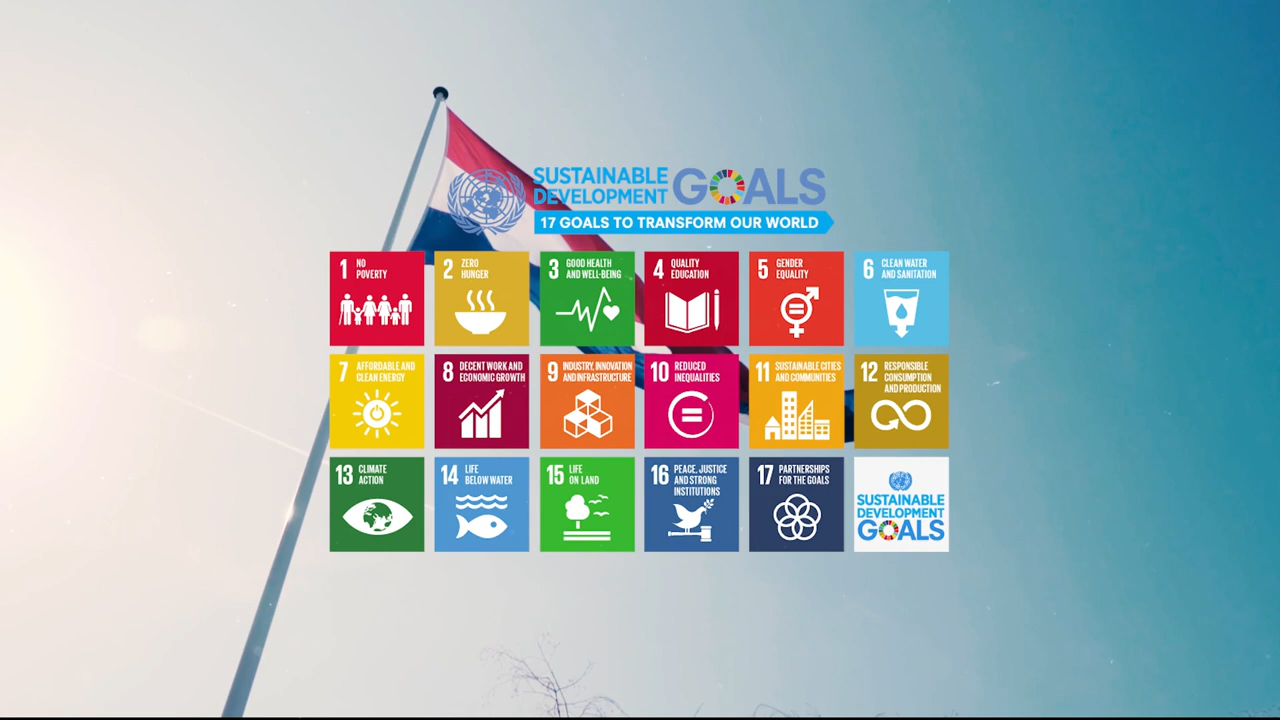 SUSTAINABLE
DEVELOPMENT
GOALS
17 GOALS TO TRANSFORM OUR WORLD
1 NO
POVERTY
2 ZERO
HUNGER
3 GOOD HEALTH
AND WELL-BEING
4 QUALITY
EDUCATION
5 GENDER
EQUALITY
6 CLEAN WATER
AND SANITATION
7 AFFORDABLE AND
CLEAN ENERGY
8 DECENT WORK AND
ECONOMIC GROWTH
9 INDUSTRY, INNOVATION
AND INFRASTRUCTURE
10 REDUCED
INEQUALITIES
11 SUSTAINABLE CITIES
AND COMMUNITIES
12 RESPONSIBLE
CONSUMPTION
AND PRODUCTION
13 CLIMATE
ACTION
14 LIFE
BELOW WATER
15 LIFE
ON LAND
16 PEACE, JUSTICE
AND STRONG
INSTITUTIONS
17 PARTNERSHIPS
FOR THE GOALS
SUSTAINABLE
DEVELOPMENT
GOALS